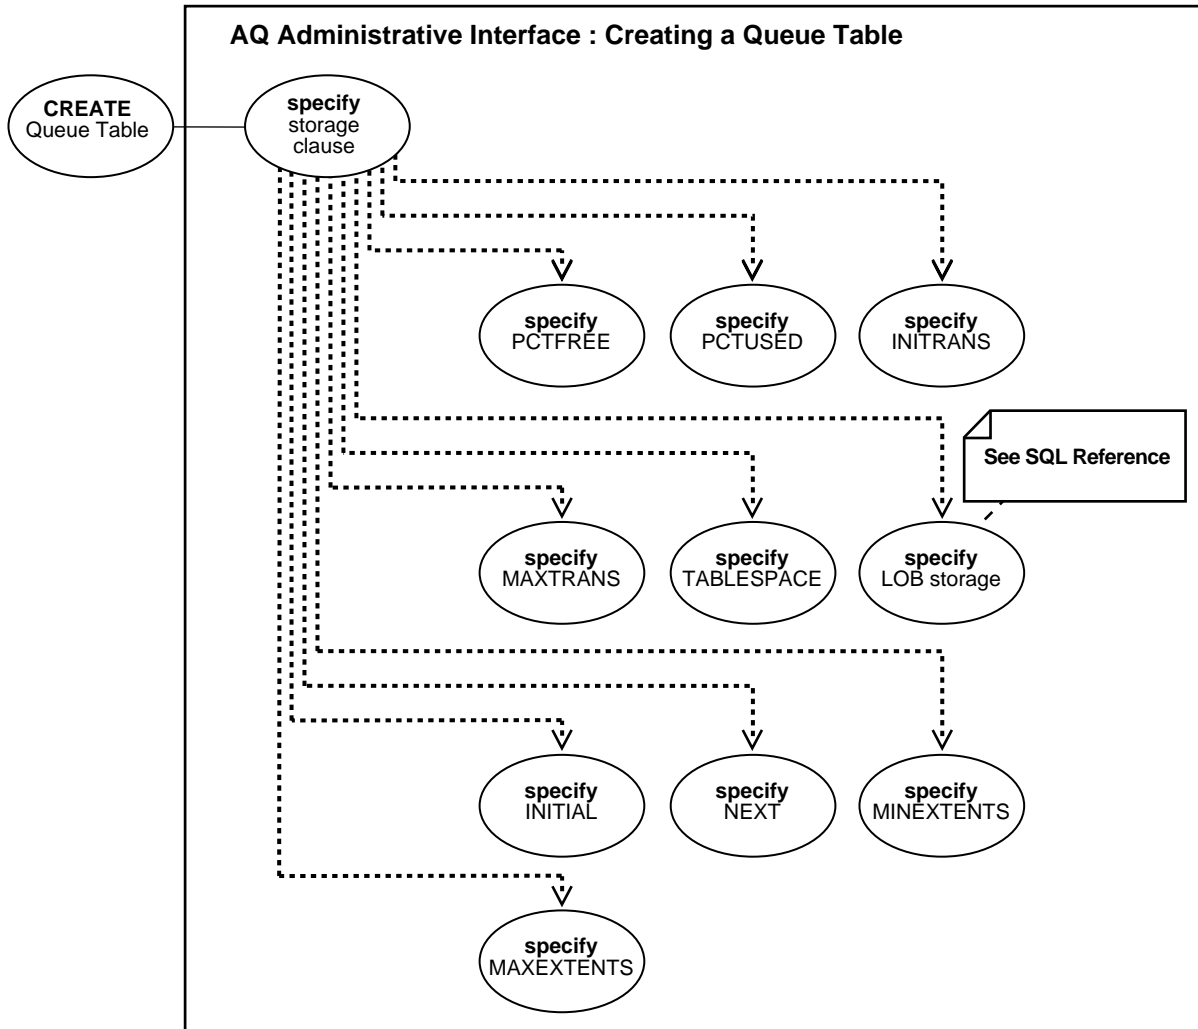 AQ Administrative Interface : Creating a Queue Table
CREATE
Queue Table
specify
storage
clause
specify
PCTFREE
specify
PCTUSED
specify
INITRANS
See SQL Reference
specify
MAXTRANS
specify
TABLESPACE
specify
LOB storage
specify
INITIAL
specify
NEXT
specify
MINEXTENTS
specify
MAXEXTENTS